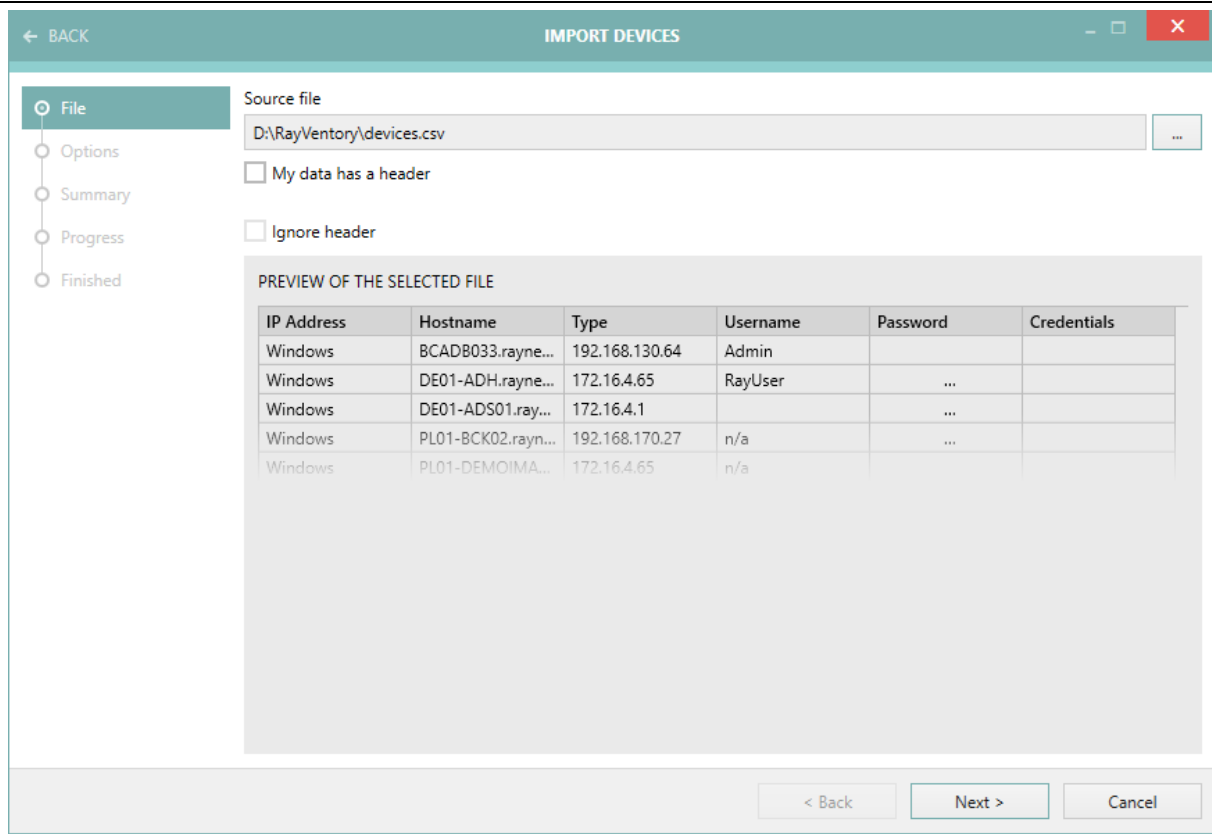 ← BACK IMPORT DEVICES
File
Options
Summary
Progress
Finished
Source file
D:\RayVentory\devices.csv ...
My data has a header
Ignore header
PREVIEW OF THE SELECTED FILE
IP Address Hostname Type Username Password Credentials
Windows BCADB033.rayne... 192.168.130.64 Admin
Windows DE01-ADH.rayne... 172.16.4.65 RayUser ...
Windows DE01-ADS01.ray... 172.16.4.1 ...
Windows PL01-BCK02.rayn... 192.168.170.27 n/a ...
Windows PL01-DEMOIMA... 172.16.4.65 n/a
< Back Next > Cancel